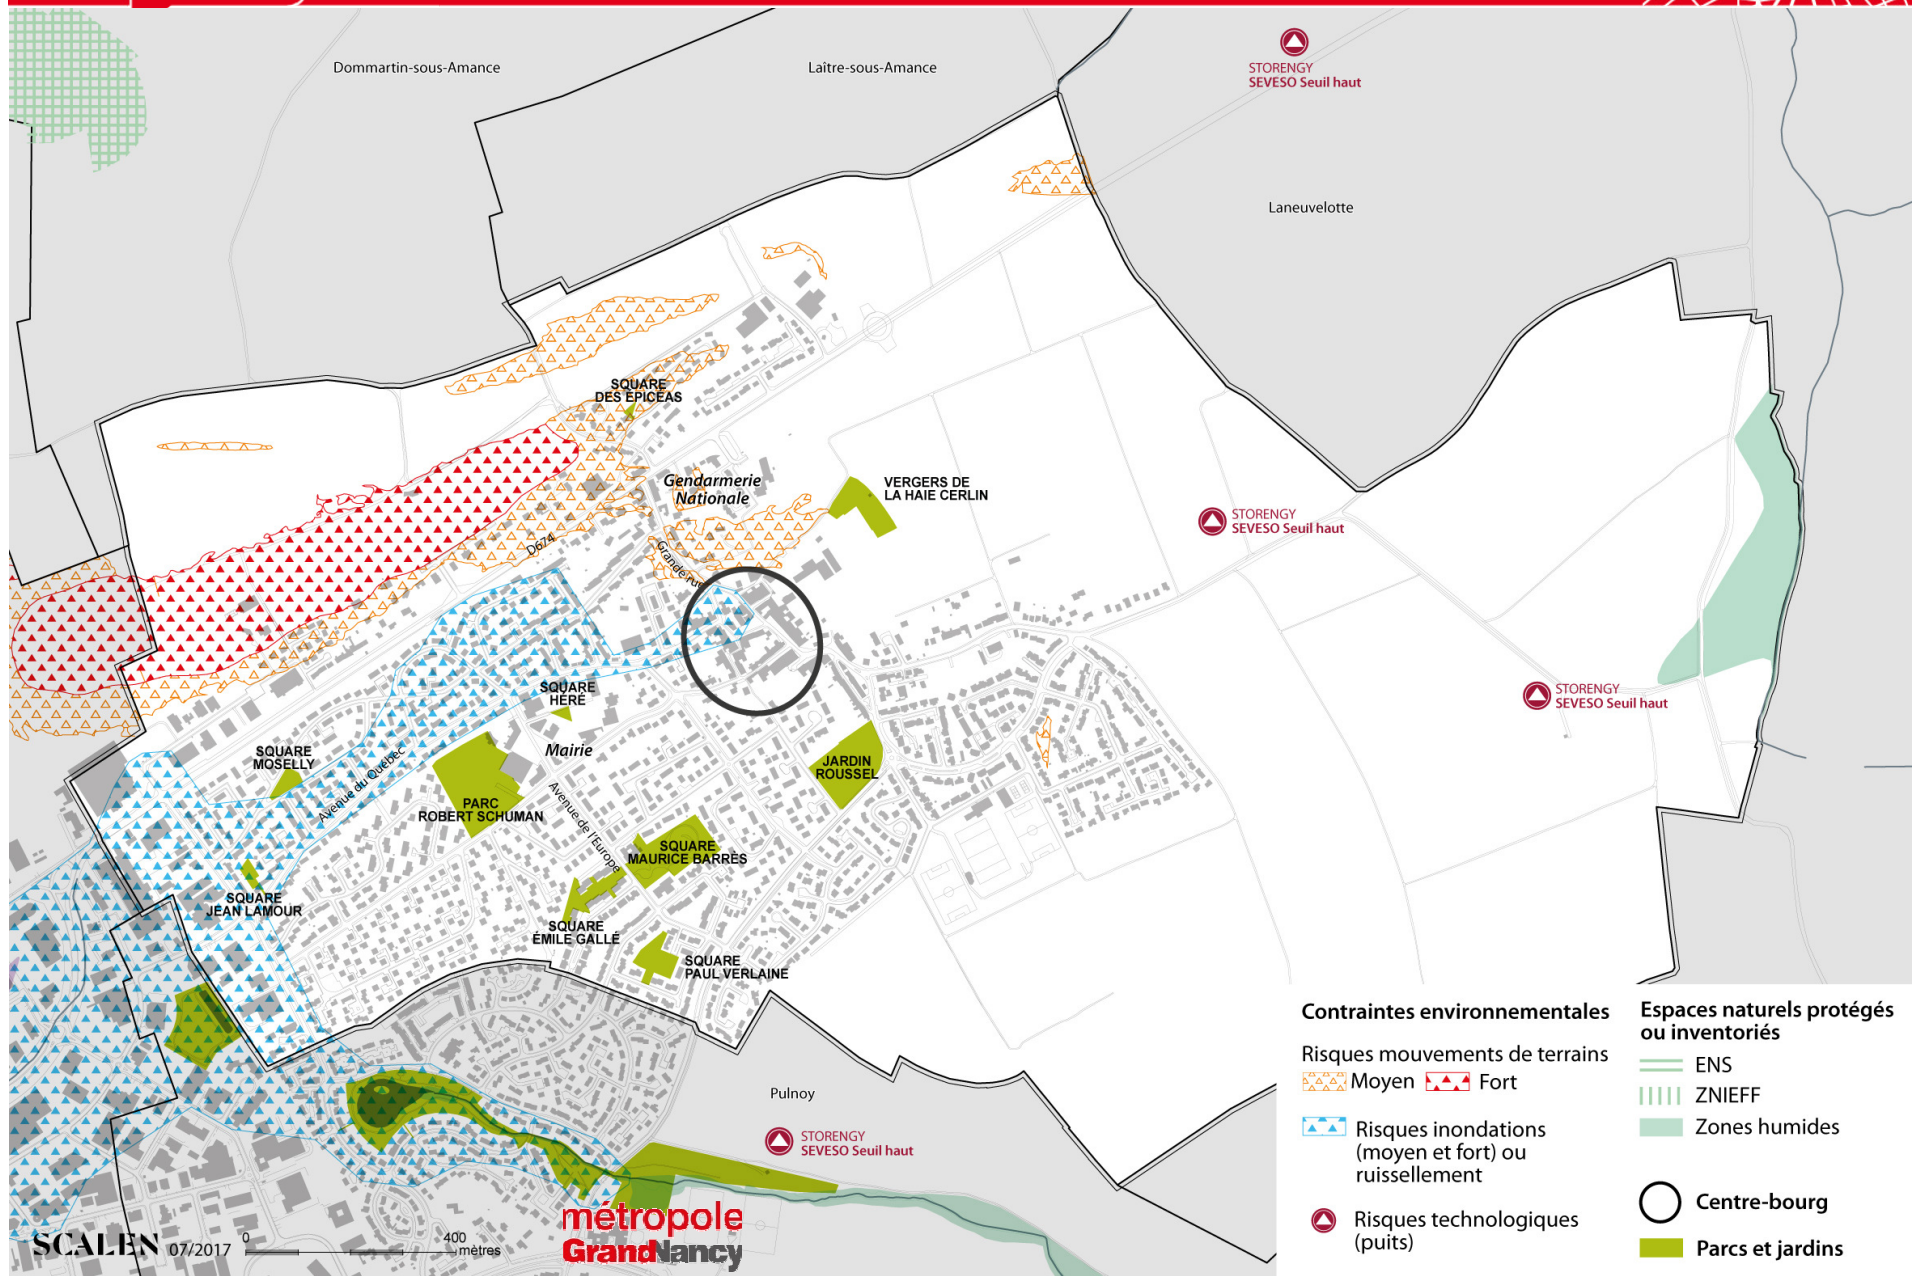 Dommartin-sous-Amance
Laître-sous-Amance
STORENGY
SEVESO Seuil haut
Laneuvelotte
SQUARE
DES ÉPICÉAS
Gendarmerie
Nationale
VERGERS DE
LA HAIE CERLIN
STORENGY
SEVESO Seuil haut
D674
Grande rue
SQUARE
HÉRÉ
STORENGY
SEVESO Seuil haut
SQUARE
MOSELLY
Mairie
Avenue du Québec
JARDIN
ROUSSEL
PARC
ROBERT SCHUMAN
Avenue de l'Europe
SQUARE
MAURICE BARRÈS
SQUARE
JEAN LAMOUR
SQUARE
ÉMILE GALLÉ
SQUARE
PAUL VERLAINE
Pulnoy
STORENGY
SEVESO Seuil haut
Contraintes environnementales
Risques mouvements de terrains
Moyen Fort
Risques inondations
(moyen et fort) ou
ruissellement
Risques technologiques
(puits)
Espaces naturels protégés
ou inventoriés
ENS
ZNIEFF
Zones humides
Centre-bourg
Parcs et jardins
SCALEN 07/2017
0 400
mètres
métropole
GrandNancy